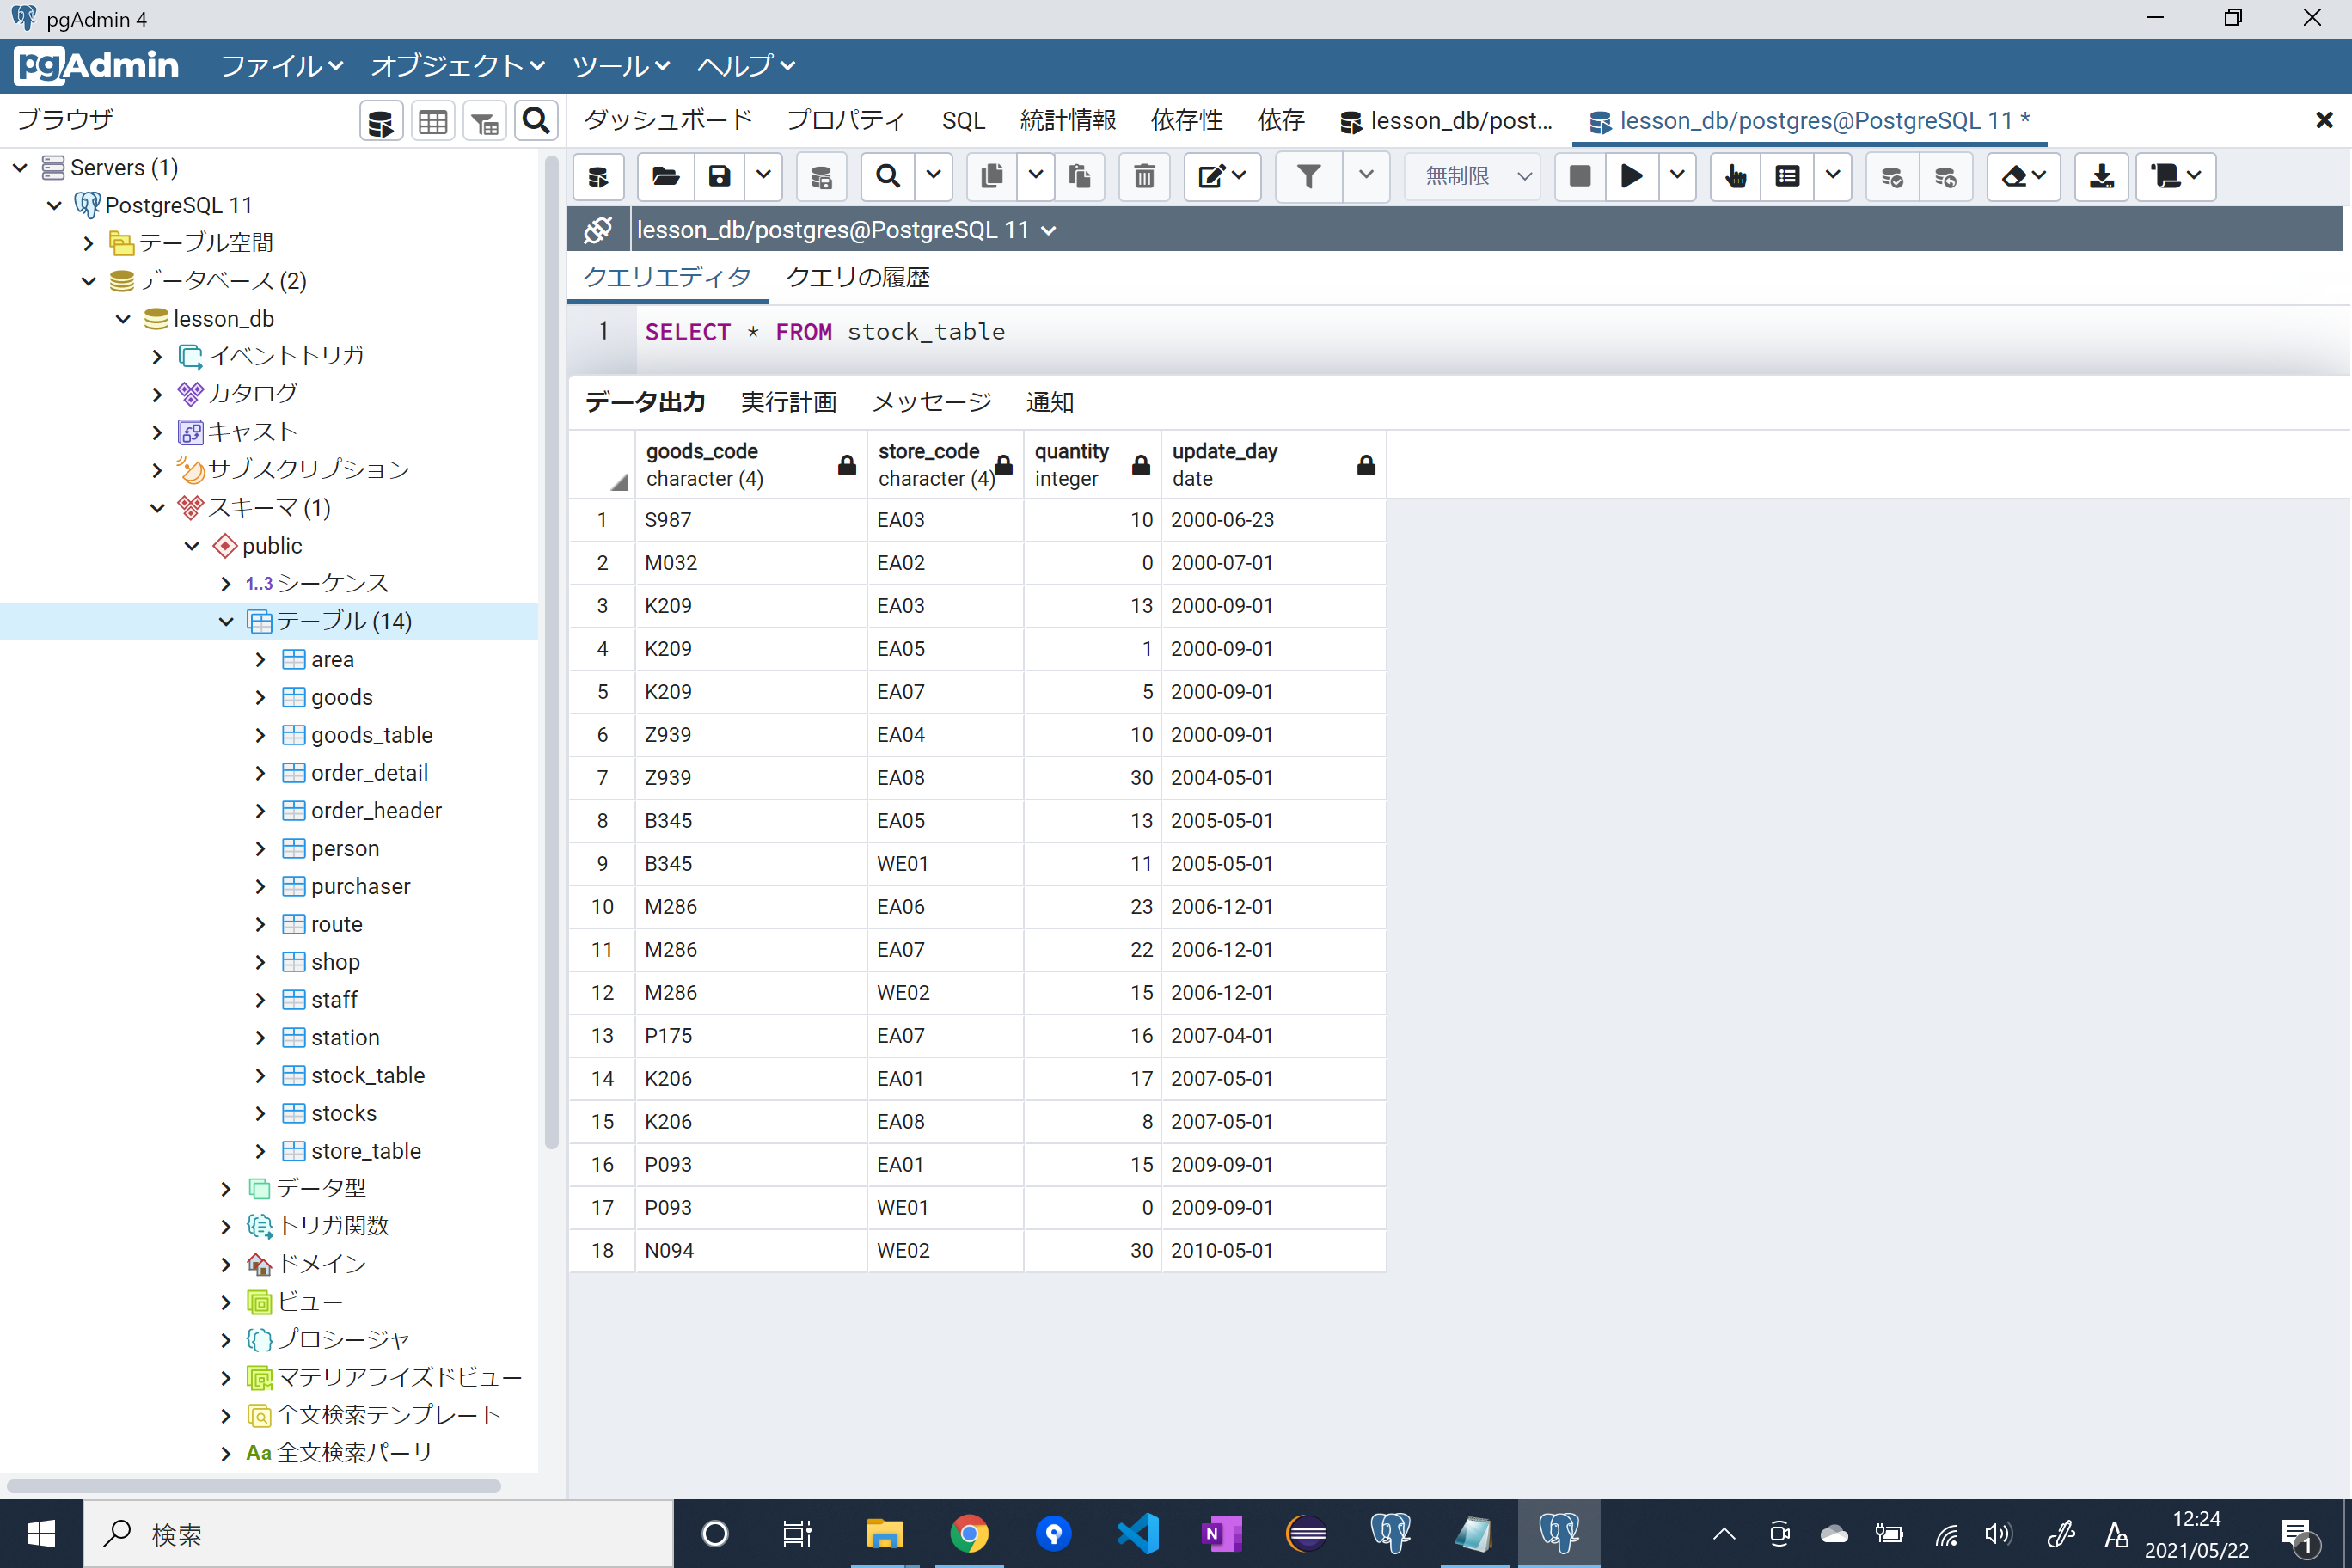 pgAdmin 4
pgAdmin ファイル オブジェクト ツール ヘルプ
ブラウザ
ダッシュボード プロパティ SQL 統計情報 依存性 依存 lesson_db/post... lesson_db/postgres@PostgreSQL 11 *
Servers (1)
PostgreSQL 11
テーブル空間
データベース (2)
lesson_db
イベントトリガ
カタログ
キャスト
サブスクリプション
スキーマ (1)
public
1..3 シーケンス
テーブル (14)
area
goods
goods_table
order_detail
order_header
person
purchaser
route
shop
staff
station
stock_table
stocks
store_table
データ型
トリガ関数
ドメイン
ビュー
プロシージャ
マテリアライズドビュー
全文検索テンプレート
Aa 全文検索パーサ
無制限
lesson_db/postgres@PostgreSQL 11
クエリエディタ クエリの履歴
1 SELECT * FROM stock_table
データ出力 実行計画 メッセージ 通知
goods_code store_code quantity update_day
character (4) character (4) integer date
1 S987 EA03 10 2000-06-23
2 M032 EA02 0 2000-07-01
3 K209 EA03 13 2000-09-01
4 K209 EA05 1 2000-09-01
5 K209 EA07 5 2000-09-01
6 Z939 EA04 10 2000-09-01
7 Z939 EA08 30 2004-05-01
8 B345 EA05 13 2005-05-01
9 B345 WE01 11 2005-05-01
10 M286 EA06 23 2006-12-01
11 M286 EA07 22 2006-12-01
12 M286 WE02 15 2006-12-01
13 P175 EA07 16 2007-04-01
14 K206 EA01 17 2007-05-01
15 K206 EA08 8 2007-05-01
16 P093 EA01 15 2009-09-01
17 P093 WE01 0 2009-09-01
18 N094 WE02 30 2010-05-01
検索
N
A
12:24
2021/05/22
1